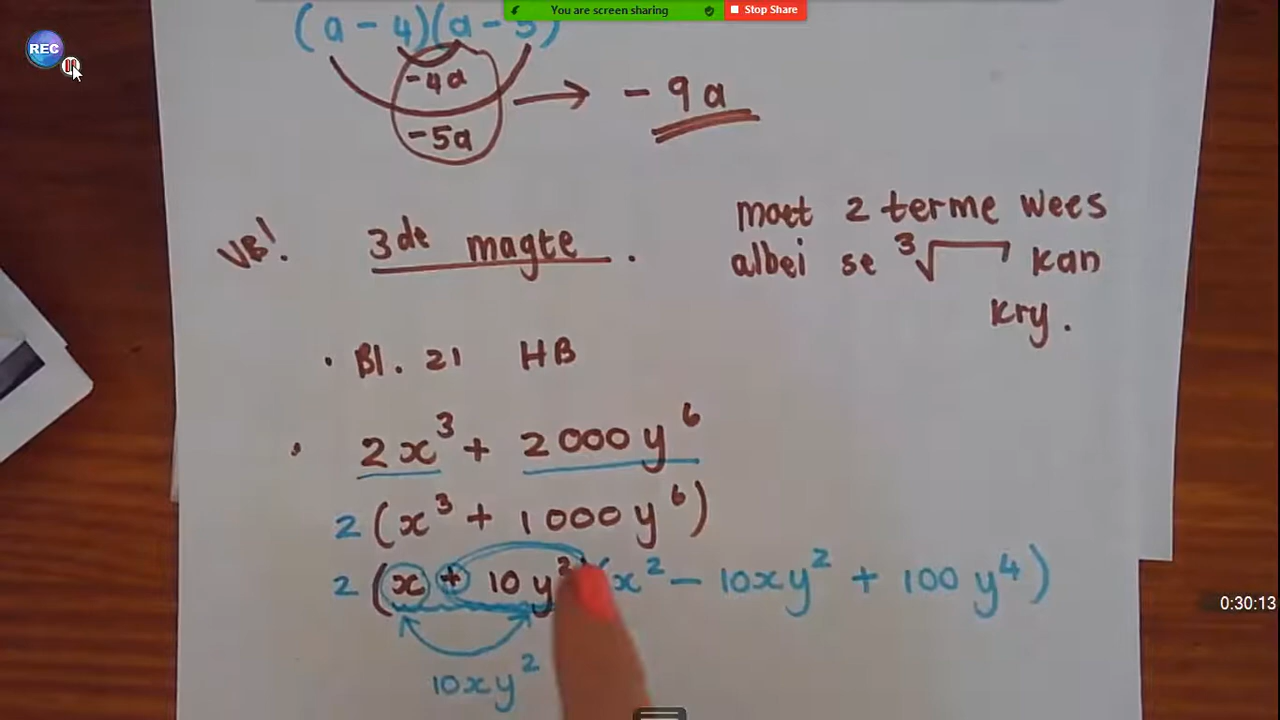 You are screen sharing Stop Share
REC
(a - 4)(a - 5)
-4a
-5a
→ - 9a
VB! 3de magte.
moet 2 terme wees
albei se ³√ kan
kry.
• Bl. 21 HB
• 2x³ + 2000y⁶
2(x³ + 1000y⁶)
2(x + 10y²)(x² - 10xy² + 100y⁴)
10xy²
0:30:13